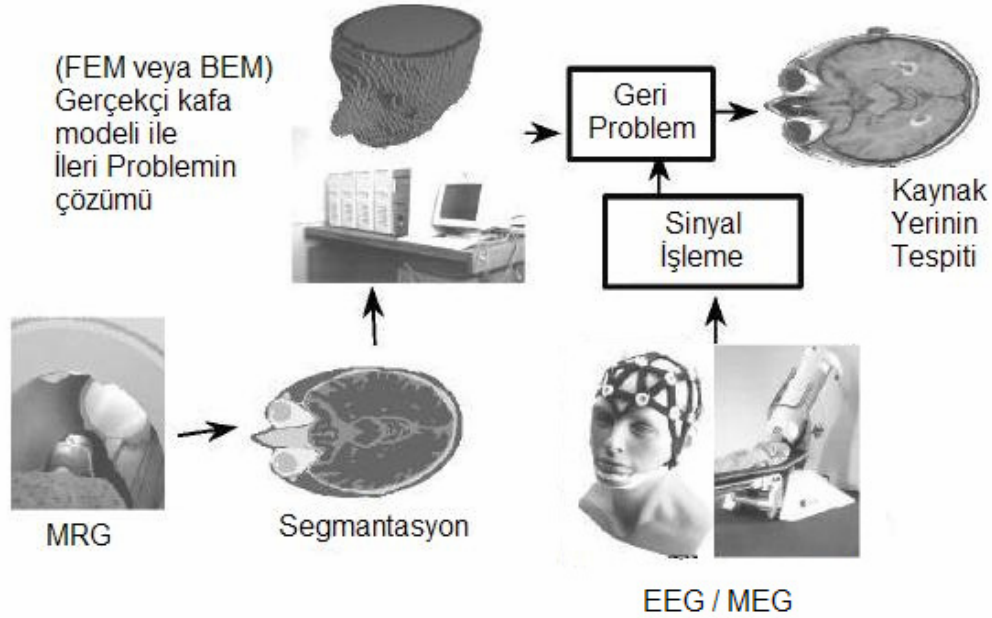 (FEM veya BEM)
Gerçekçi kafa
modeli ile
İleri Problemin
çözümü
Geri
Problem
Sinyal
İşleme
Kaynak
Yerinin
Tespiti
MRG
Segmantasyon
EEG / MEG